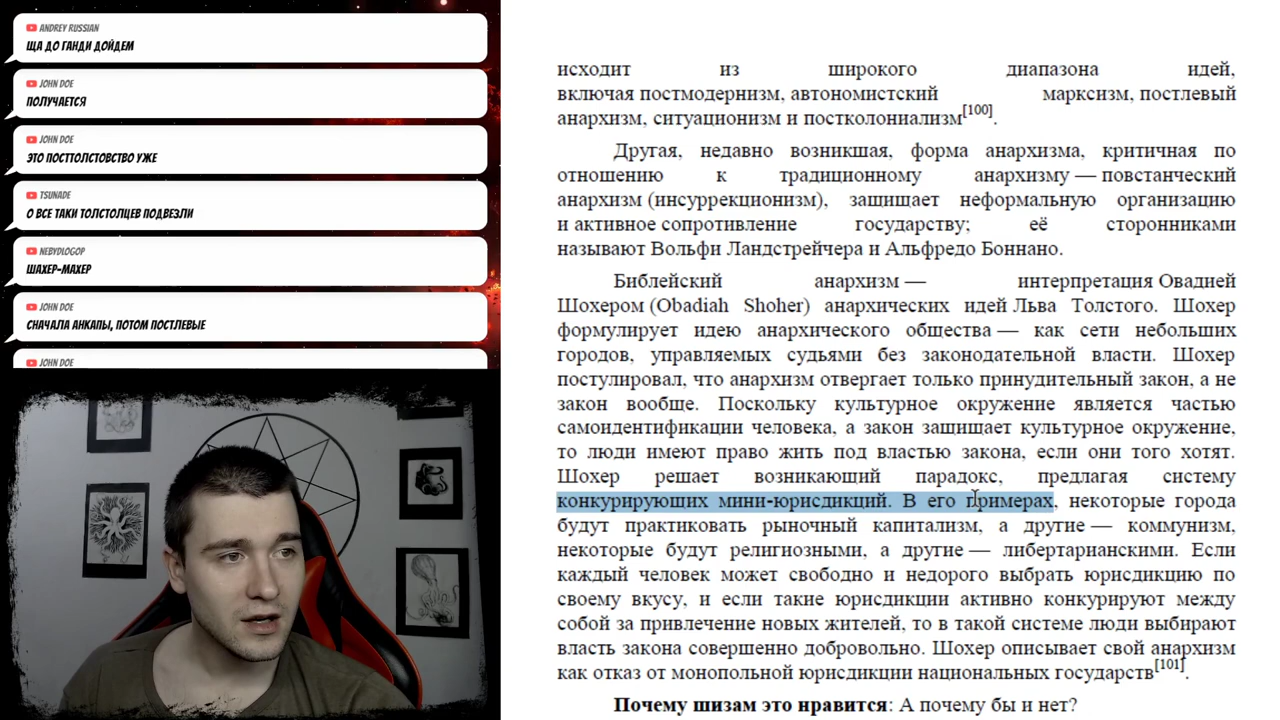 ANDREY RUSSIAN
ЩА ДО ГАНДИ ДОЙДЕМ
JOHN DOE
ПОЛУЧАЕТСЯ
JOHN DOE
ЭТО ПОСТТОЛСТОВСТВО УЖЕ
TSUNADE
О ВСЕ ТАКИ ТОЛСТОЛЦЕВ ПОДВЕЗЛИ
NEBYDLOGOP
ШАХЕР-МАХЕР
JOHN DOE
СНАЧАЛА АНКАПЫ, ПОТОМ ПОСТЛЕВЫЕ
JOHN DOE
исходит из широкого диапазона идей,
включая постмодернизм, автономистский марксизм, постлевый
анархизм, ситуационизм и постколониализм[100].
Другая, недавно возникшая, форма анархизма, критичная по
отношению к традиционному анархизму — повстанческий
анархизм (инсуррекционизм), защищает неформальную организацию
и активное сопротивление государству; её сторонниками
называют Вольфи Ландстрейчера и Альфредо Боннано.
Библейский анархизм — интерпретация Овадией
Шохером (Obadiah Shoher) анархических идей Льва Толстого. Шохер
формулирует идею анархического общества — как сети небольших
городов, управляемых судьями без законодательной власти. Шохер
постулировал, что анархизм отвергает только принудительный закон, а не
закон вообще. Поскольку культурное окружение является частью
самоидентификации человека, а закон защищает культурное окружение,
то люди имеют право жить под властью закона, если они того хотят.
Шохер решает возникающий парадокс, предлагая систему
конкурирующих мини-юрисдикций. В его примерах, некоторые города
будут практиковать рыночный капитализм, а другие — коммунизм,
некоторые будут религиозными, а другие — либертарианскими. Если
каждый человек может свободно и недорого выбрать юрисдикцию по
своему вкусу, и если такие юрисдикции активно конкурируют между
собой за привлечение новых жителей, то в такой системе люди выбирают
власть закона совершенно добровольно. Шохер описывает свой анархизм
как отказ от монопольной юрисдикции национальных государств[101].
Почему шизам это нравится: А почему бы и нет?